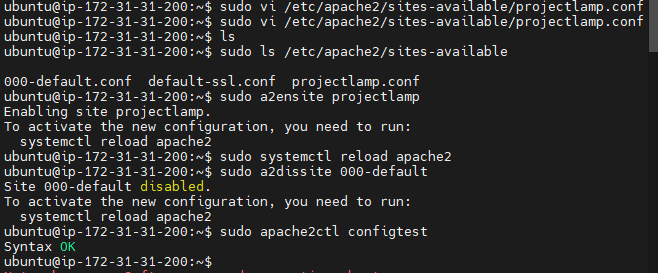 ubuntu@ip-172-31-31-200:~$ sudo vi /etc/apache2/sites-available/projectlamp.conf
ubuntu@ip-172-31-31-200:~$ sudo vi /etc/apache2/sites-available/projectlamp.conf
ubuntu@ip-172-31-31-200:~$ ls
ubuntu@ip-172-31-31-200:~$ sudo ls /etc/apache2/sites-available
000-default.conf  default-ssl.conf  projectlamp.conf
ubuntu@ip-172-31-31-200:~$ sudo a2ensite projectlamp
Enabling site projectlamp.
To activate the new configuration, you need to run:
  systemctl reload apache2
ubuntu@ip-172-31-31-200:~$ sudo systemctl reload apache2
ubuntu@ip-172-31-31-200:~$ sudo a2dissite 000-default
Site 000-default disabled.
To activate the new configuration, you need to run:
  systemctl reload apache2
ubuntu@ip-172-31-31-200:~$ sudo apache2ctl configtest
Syntax OK
ubuntu@ip-172-31-31-200:~$